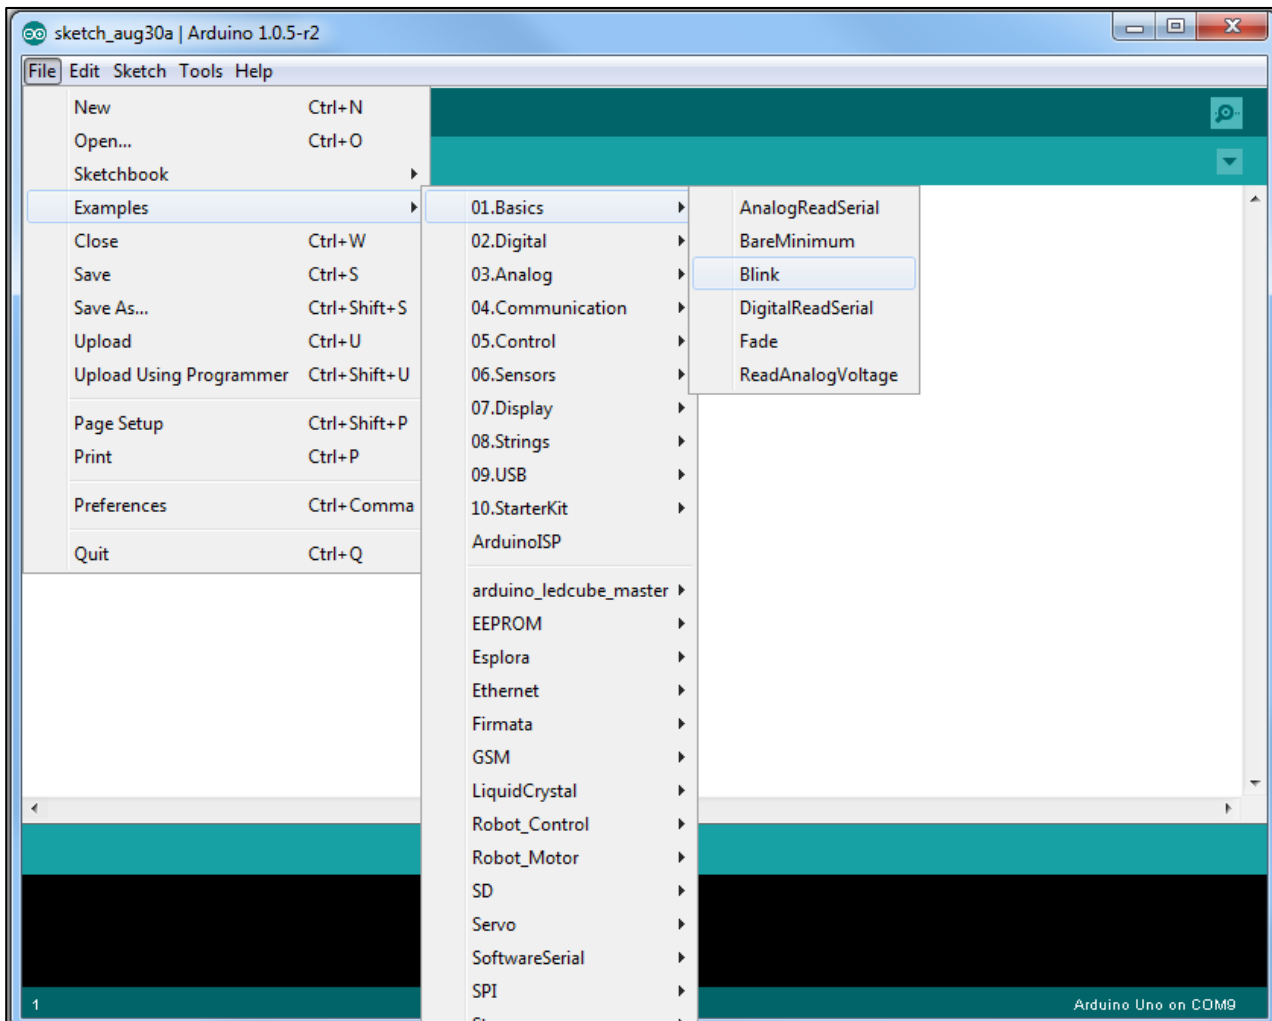 sketch_aug30a | Arduino 1.0.5-r2
File Edit Sketch Tools Help
New Ctrl+N
Open... Ctrl+O
Sketchbook
Examples
Close Ctrl+W
Save Ctrl+S
Save As... Ctrl+Shift+S
Upload Ctrl+U
Upload Using Programmer Ctrl+Shift+U
Page Setup Ctrl+Shift+P
Print Ctrl+P
Preferences Ctrl+Comma
Quit Ctrl+Q
01.Basics
02.Digital
03.Analog
04.Communication
05.Control
06.Sensors
07.Display
08.Strings
09.USB
10.StarterKit
ArduinoISP
arduino_ledcube_master
EEPROM
Esplora
Ethernet
Firmata
GSM
LiquidCrystal
Robot_Control
Robot_Motor
SD
Servo
SoftwareSerial
SPI
AnalogReadSerial
BareMinimum
Blink
DigitalReadSerial
Fade
ReadAnalogVoltage
1
Arduino Uno on COM9